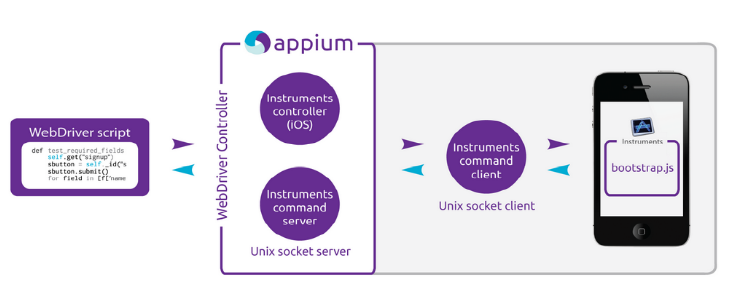 appium
WebDriver script
def test_required_fields
self.get("signup")
sbutton = self._id("s
sbutton.submit()
for field in [f['name
WebDriver Controller
Instruments
controller
(iOS)
Instruments
command
server
Unix socket server
Instruments
command
client
Unix socket client
Instruments
bootstrap.js